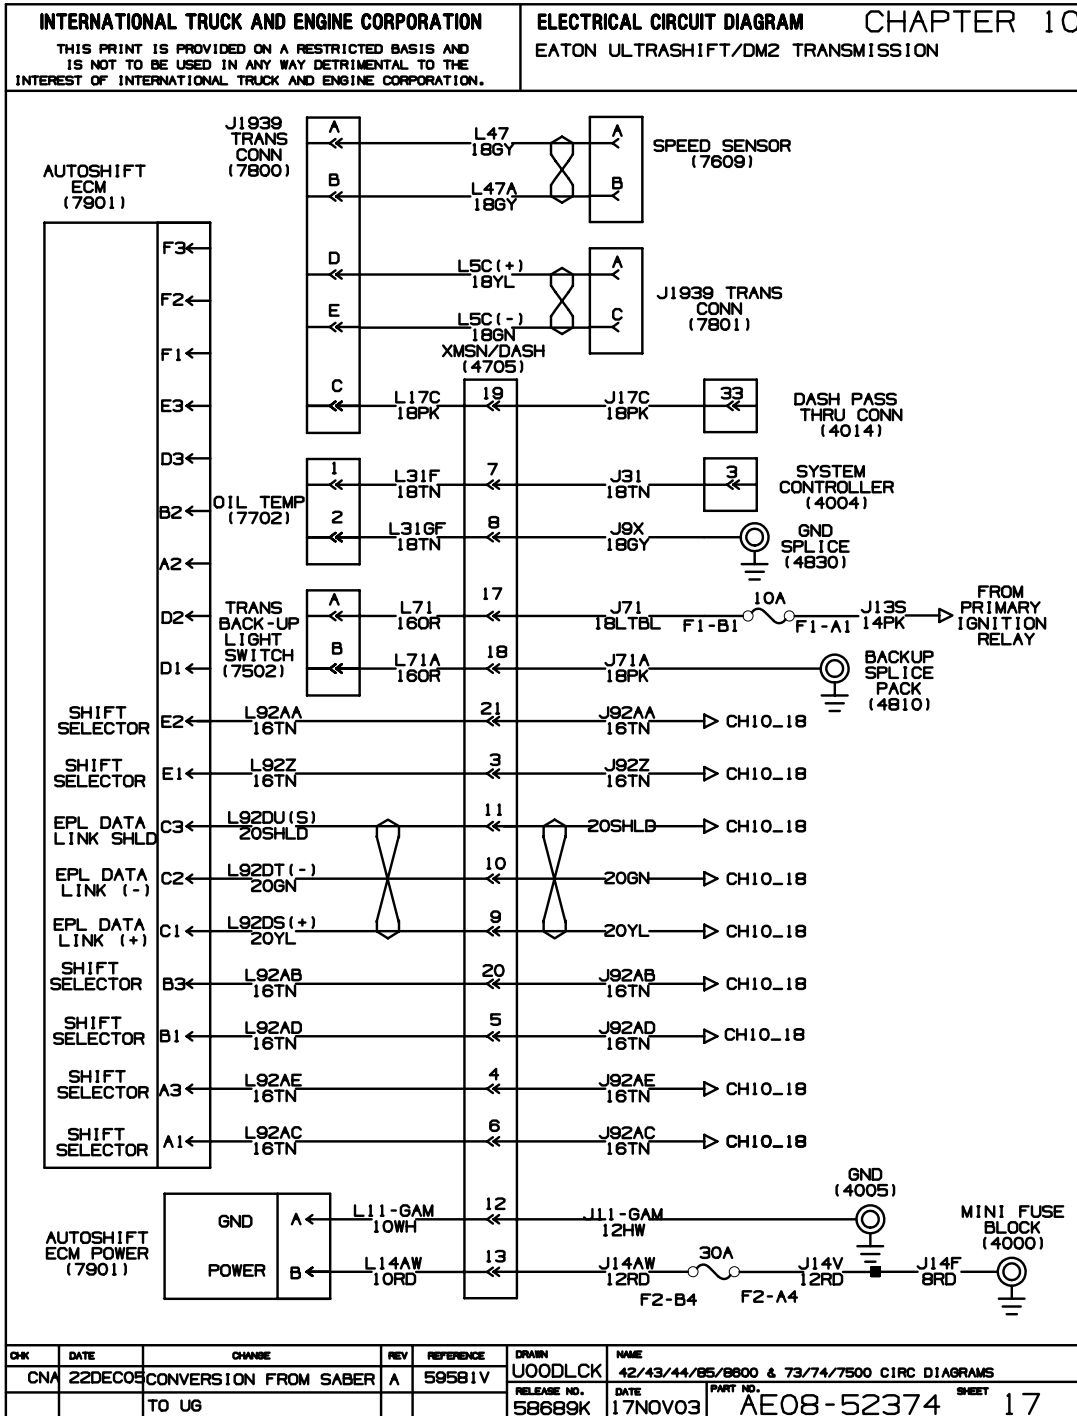 INTERNATIONAL TRUCK AND ENGINE CORPORATION
THIS PRINT IS PROVIDED ON A RESTRICTED BASIS AND
IS NOT TO BE USED IN ANY WAY DETRIMENTAL TO THE
INTEREST OF INTERNATIONAL TRUCK AND ENGINE CORPORATION.
ELECTRICAL CIRCUIT DIAGRAM CHAPTER 10
EATON ULTRASHIFT/DM2 TRANSMISSION
J1939
TRANS
CONN
(7800)
A
L47
18GY
A
SPEED SENSOR
(7609)
B
L47A
18GY
B
AUTOSHIFT
ECM
(7901)
F3
F2
F1
E3
D3
B2
A2
D2
D1
D
L5C(+)
18YL
A
J1939 TRANS
CONN
(7801)
E
L5C(-)
18GN
C
XMSN/DASH
(4705)
C
L17C
18PK
19
J17C
18PK
33
DASH PASS
THRU CONN
(4014)
OIL TEMP
(7702)
1
L31F
18TN
7
J31
18TN
3
SYSTEM
CONTROLLER
(4004)
2
L31GF
18TN
8
J9X
18GY
GND
SPLICE
(4830)
TRANS
BACK-UP
LIGHT
SWITCH
(7502)
A
L71
16OR
17
J71
18LTBL
F1-B1
10A
F1-A1
J13S
14PK
FROM
PRIMARY
IGNITION
RELAY
B
L71A
16OR
18
J71A
18PK
BACKUP
SPLICE
PACK
(4810)
SHIFT
SELECTOR
E2
L92AA
16TN
21
J92AA
16TN
CH10_18
SHIFT
SELECTOR
E1
L92Z
16TN
3
J92Z
16TN
CH10_18
EPL DATA
LINK SHLD
C3
L92DU(S)
20SHLD
11
20SHLD
CH10_18
EPL DATA
LINK (-)
C2
L92DT(-)
20GN
10
20GN
CH10_18
EPL DATA
LINK (+)
C1
L92DS(+)
20YL
9
20YL
CH10_18
SHIFT
SELECTOR
B3
L92AB
16TN
20
J92AB
16TN
CH10_18
SHIFT
SELECTOR
B1
L92AD
16TN
5
J92AD
16TN
CH10_18
SHIFT
SELECTOR
A3
L92AE
16TN
4
J92AE
16TN
CH10_18
SHIFT
SELECTOR
A1
L92AC
16TN
6
J92AC
16TN
CH10_18
AUTOSHIFT
ECM POWER
(7901)
GND
A
L11-GAM
10WH
12
J11-GAM
12HW
GND
(4005)
POWER
B
L14AW
10RD
13
J14AW
12RD
F2-B4
30A
F2-A4
J14V
12RD
J14F
8RD
MINI FUSE
BLOCK
(4000)
CHK DATE CHANGE REV REFERENCE
CNA 22DEC05 CONVERSION FROM SABER A 59581V
TO UG
DRAWN
UOODLCK
NAME
42/43/44/85/8600 & 73/74/7500 CIRC DIAGRAMS
RELEASE NO.
58689K
DATE
17NOV03
PART NO.
AE08-52374
SHEET
17